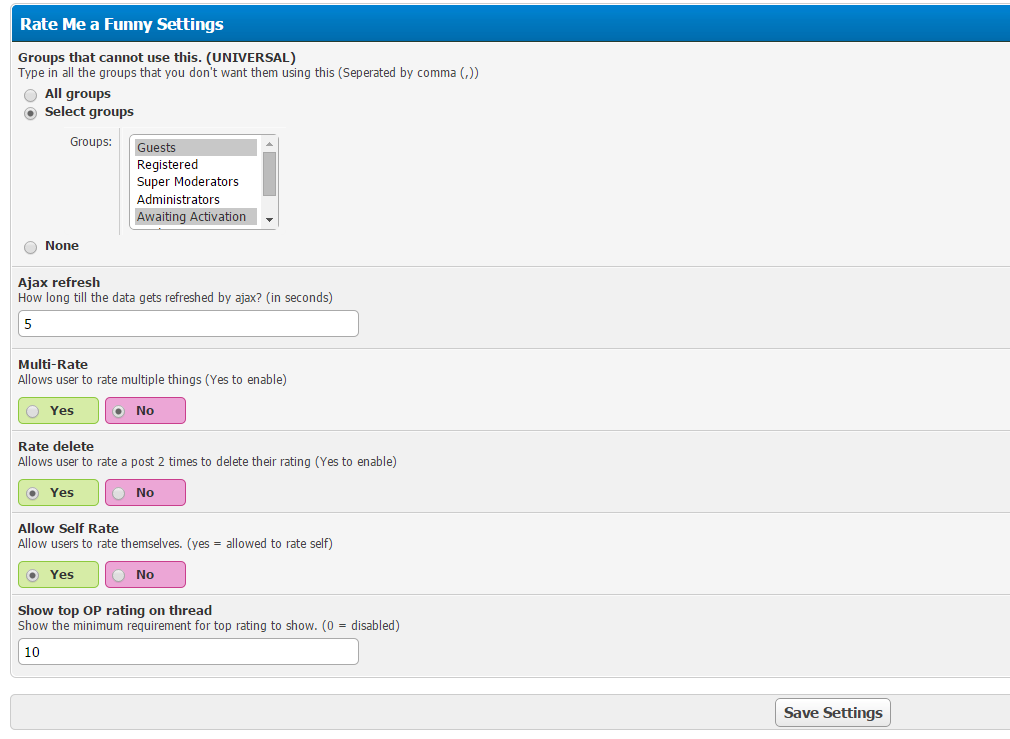 Rate Me a Funny Settings
Groups that cannot use this. (UNIVERSAL)
Type in all the groups that you don't want them using this (Seperated by comma (,))
All groups
Select groups
Groups:
Guests
Registered
Super Moderators
Administrators
Awaiting Activation
None
Ajax refresh
How long till the data gets refreshed by ajax? (in seconds)
5
Multi-Rate
Allows user to rate multiple things (Yes to enable)
Yes No
Rate delete
Allows user to rate a post 2 times to delete their rating (Yes to enable)
Yes No
Allow Self Rate
Allow users to rate themselves. (yes = allowed to rate self)
Yes No
Show top OP rating on thread
Show the minimum requirement for top rating to show. (0 = disabled)
10
Save Settings